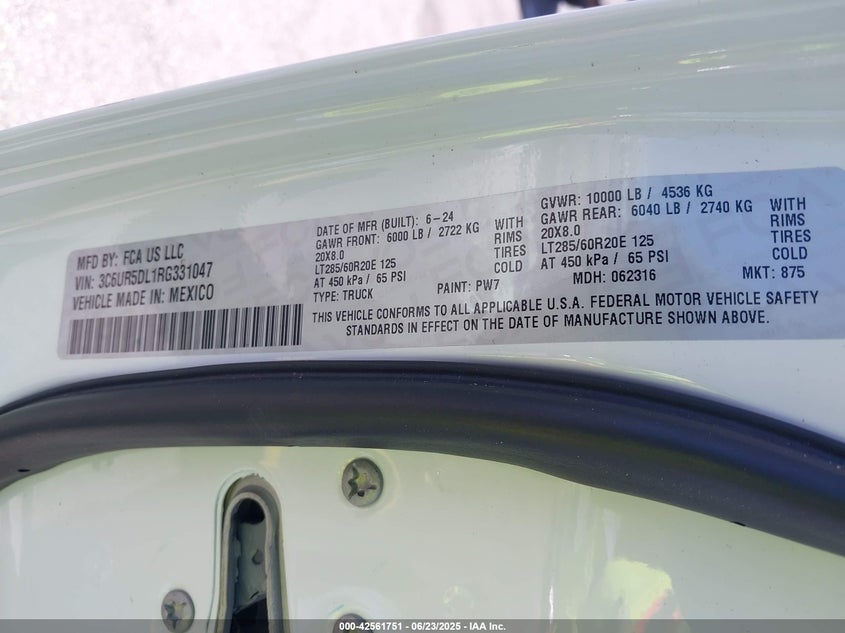 MFD BY: FCA US LLC
VIN: 3C6UR5DL1RG331047
VEHICLE MADE IN: MEXICO
DATE OF MFR (BUILT): 6-24
GAWR FRONT: 6000 LB / 2722 KG WITH
20X8.0 RIMS
LT285/60R20E 125 TIRES
AT 450 kPa / 65 PSI COLD
TYPE: TRUCK PAINT: PW7
GVWR: 10000 LB / 4536 KG
GAWR REAR: 6040 LB / 2740 KG WITH
20X8.0 RIMS
LT285/60R20E 125 TIRES
AT 450 kPa / 65 PSI COLD
MDH: 062316 MKT: 875
THIS VEHICLE CONFORMS TO ALL APPLICABLE U.S.A. FEDERAL MOTOR VEHICLE SAFETY
STANDARDS IN EFFECT ON THE DATE OF MANUFACTURE SHOWN ABOVE.
000-42561751 - 06/23/2025 - IAA Inc.